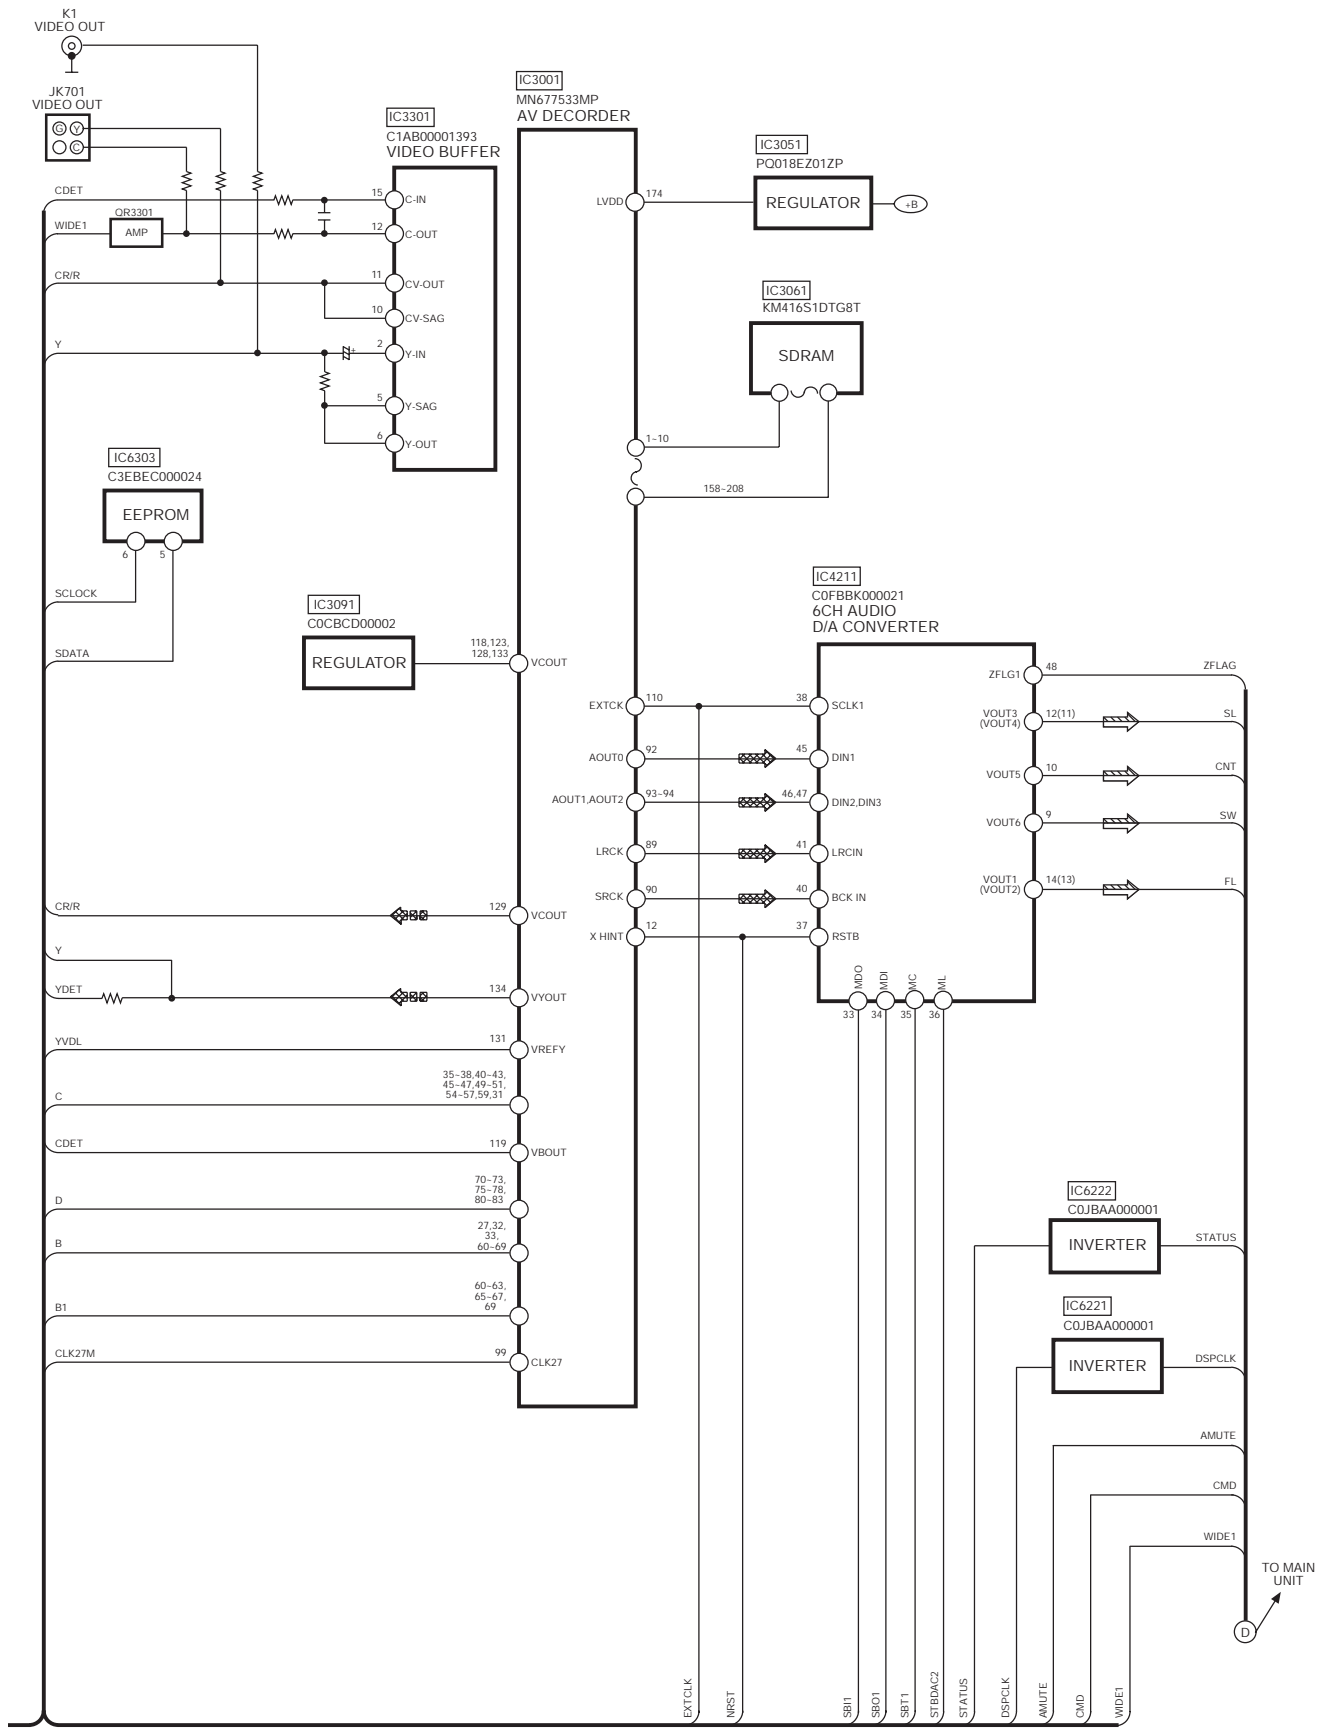 K1
VIDEO OUT
JK701
VIDEO OUT
G Y
C
CDET
QR3301
WIDE1
AMP
CR/R
Y
IC3301
C1AB00001393
VIDEO BUFFER
15 C-IN
12 C-OUT
11 CV-OUT
10 CV-SAG
2 Y-IN
+
5 Y-SAG
6 Y-OUT
IC3001
MN677533MP
AV DECORDER
LVDD 174
IC3051
PQ018EZ01ZP
REGULATOR
+B
IC3061
KM416S1DTG8T
SDRAM
1~10
158~208
IC6303
C3EBEC000024
EEPROM
6 5
SCLOCK
SDATA
IC3091
C0CBCD00002
REGULATOR
118,123,
128,133
VCOUT
EXTCK 110
AOUT0 92
AOUT1,AOUT2 93~94
LRCK 89
SRCK 90
X HINT 12
IC4211
C0FBBK000021
6CH AUDIO
D/A CONVERTER
38 SCLK1
45 DIN1
46,47 DIN2,DIN3
41 LRCIN
40 BCK IN
37 RSTB
MDO
MDI
MC
ML
33 34 35 36
ZFLG1 48 ZFLAG
VOUT3
(VOUT4)
12(11) SL
VOUT5 10 CNT
VOUT6 9 SW
VOUT1
(VOUT2)
14(13) FL
CR/R 129 VCOUT
Y
YDET 134 VYOUT
YVDL 131 VREFY
35~38,40~43,
45~47,49~51,
54~57,59,31
C
CDET 119 VBOUT
70~73,
75~78,
80~83
D
27,32,
33,
60~69
B
60~63,
65~67,
69
B1
CLK27M 99 CLK27
IC6222
C0JBAA000001
INVERTER
STATUS
IC6221
C0JBAA000001
INVERTER
DSPCLK
AMUTE
CMD
WIDE1
TO MAIN
UNIT
D
EXTCLK
NRST
SBI1
SBO1
SBT1
STBDAC2
STATUS
DSPCLK
AMUTE
CMD
WIDE1